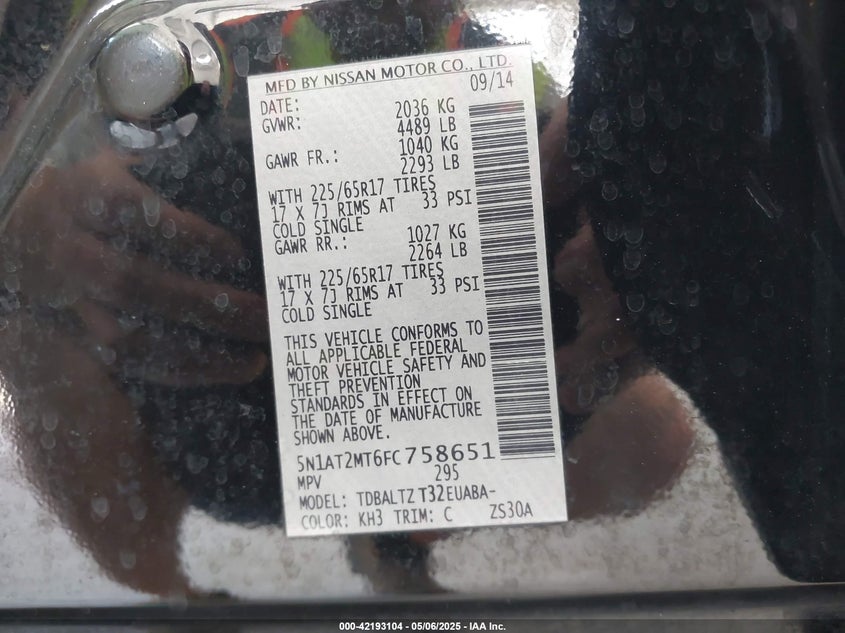 MFD BY NISSAN MOTOR CO., LTD.
DATE: 09/14
GVWR: 2036 KG
4489 LB
GAWR FR.: 1040 KG
2293 LB
WITH 225/65R17 TIRES
17 X 7J RIMS AT 33 PSI
COLD SINGLE
GAWR RR.: 1027 KG
2264 LB
WITH 225/65R17 TIRES
17 X 7J RIMS AT 33 PSI
COLD SINGLE
THIS VEHICLE CONFORMS TO
ALL APPLICABLE FEDERAL
MOTOR VEHICLE SAFETY AND
THEFT PREVENTION
STANDARDS IN EFFECT ON
THE DATE OF MANUFACTURE
SHOWN ABOVE.
5N1AT2MT6FC758651
MPV 295
MODEL: TDBALTZ T32EUABA-
COLOR: KH3 TRIM: C ZS30A
000-42193104 - 05/06/2025 - IAA Inc.